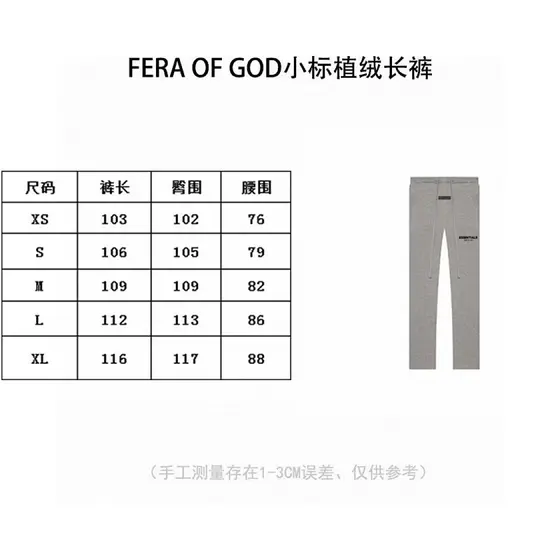 FERA OF GOD小标植绒长裤
尺码 裤长 臀围 腰围
XS 103 102 76
S 106 105 79
M 109 109 82
L 112 113 86
XL 116 117 88
ESSENTIALS
（手工测量存在1-3CM误差、仅供参考）